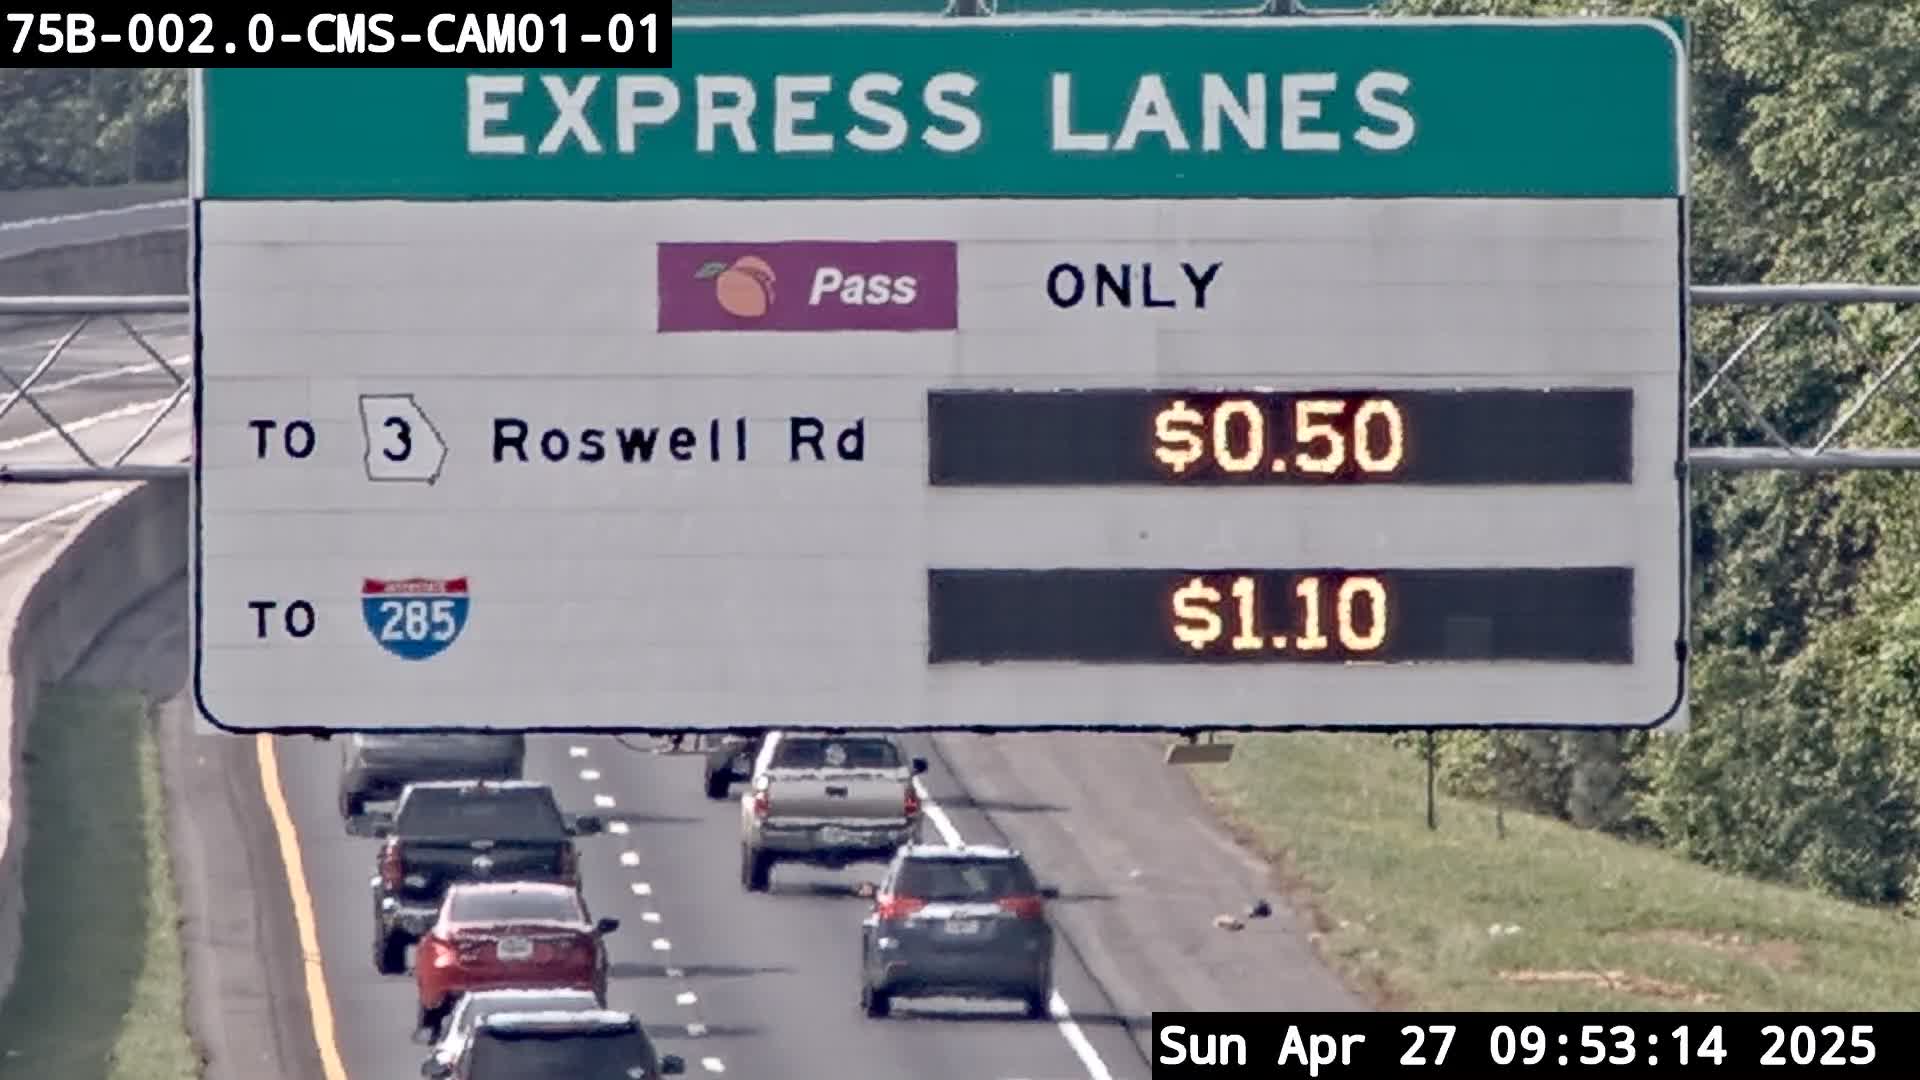 75B-002.0-CMS-CAM01-01
EXPRESS LANES
Pass ONLY
TO 3 Roswell Rd $0.50
TO INTERSTATE 285 $1.10
Sun Apr 27 09:53:14 2025